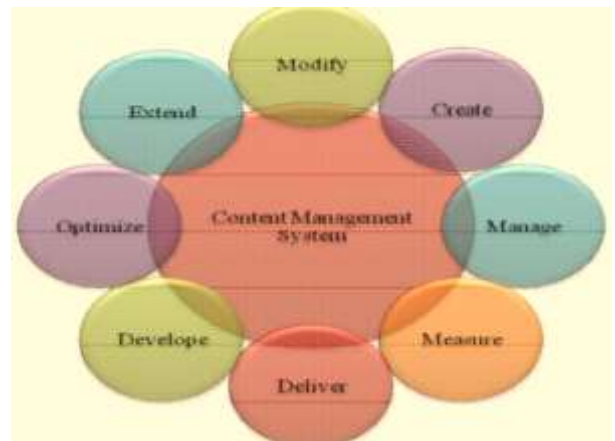 Modify
Extend
Create
Optimize
Content Management
System
Manage
Develope
Measure
Deliver